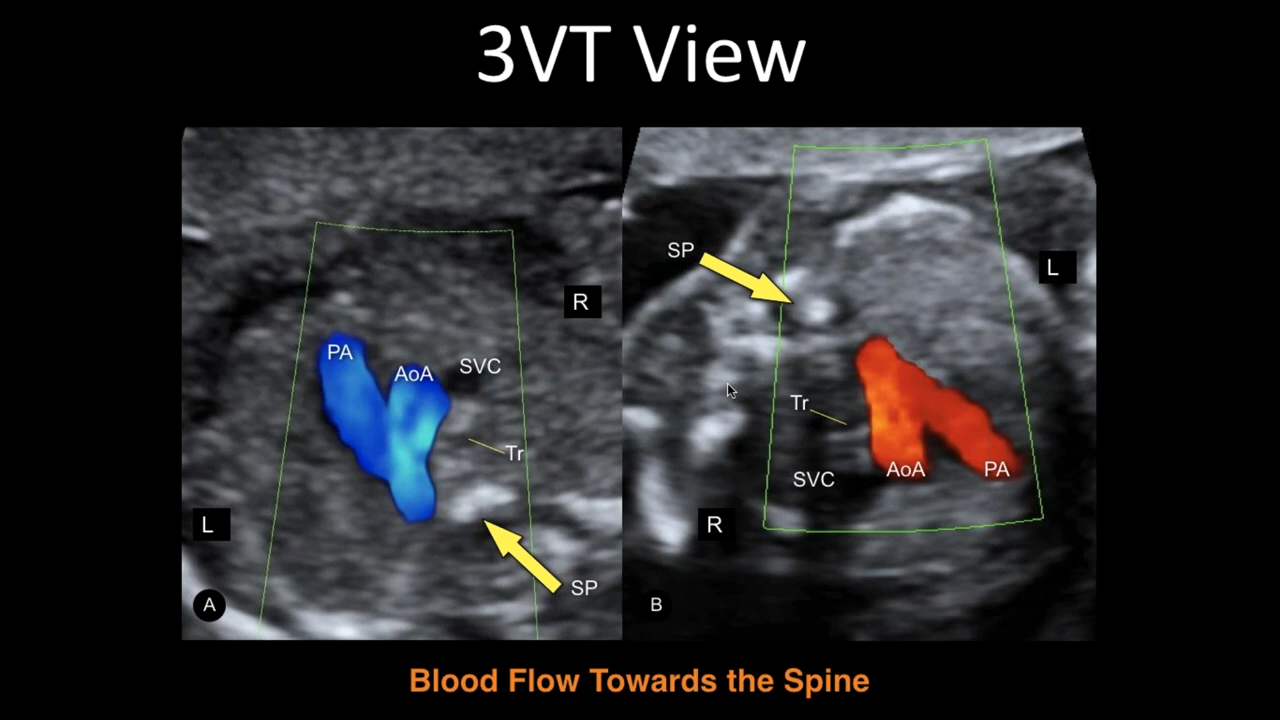 3VT View
R
PA
AoA
SVC
Tr
L
SP
A
SP
L
Tr
SVC
AoA
PA
R
B
Blood Flow Towards the Spine